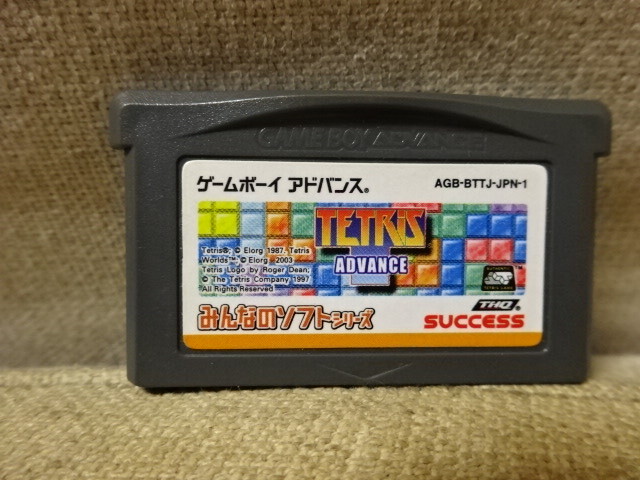 GAME BOY ADVANCE
ゲームボーイ アドバンス®
AGB-BTTJ-JPN-1
TETRiS
ADVANCE
Tetris®; © Elorg 1987. Tetris
Worlds™; © Elorg 2003
Tetris Logo by Roger Dean;
© The Tetris Company 1997
All Rights Reserved
TETRIS GAME
みんなのソフトシリーズ
THQ®
SUCCESS